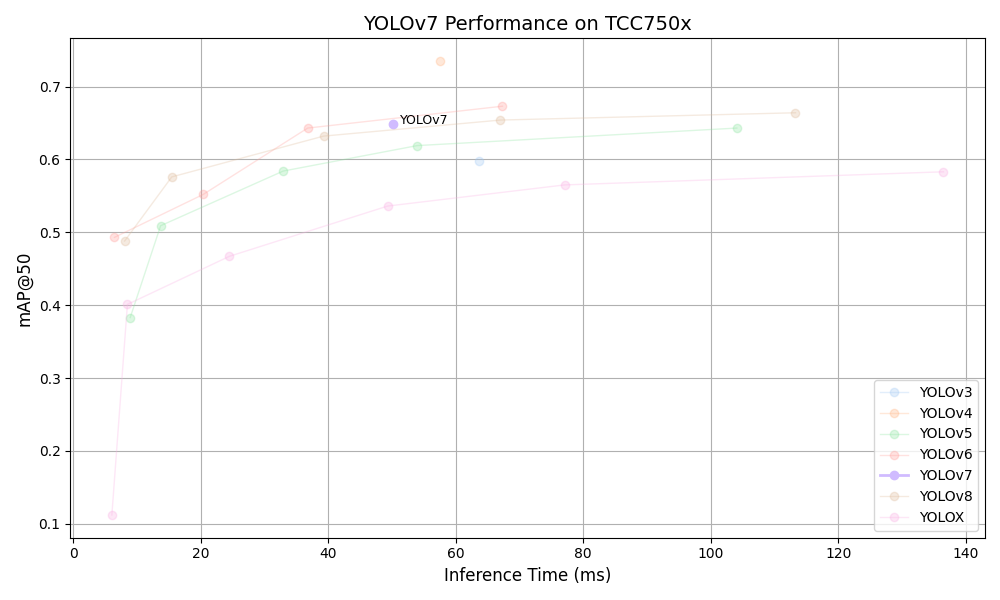 YOLOv7 Performance on TCC750x
mAP@50
0.7
0.6
0.5
0.4
0.3
0.2
0.1
YOLOv7
YOLOv3
YOLOv4
YOLOv5
YOLOv6
YOLOv7
YOLOv8
YOLOX
0 20 40 60 80 100 120 140
Inference Time (ms)